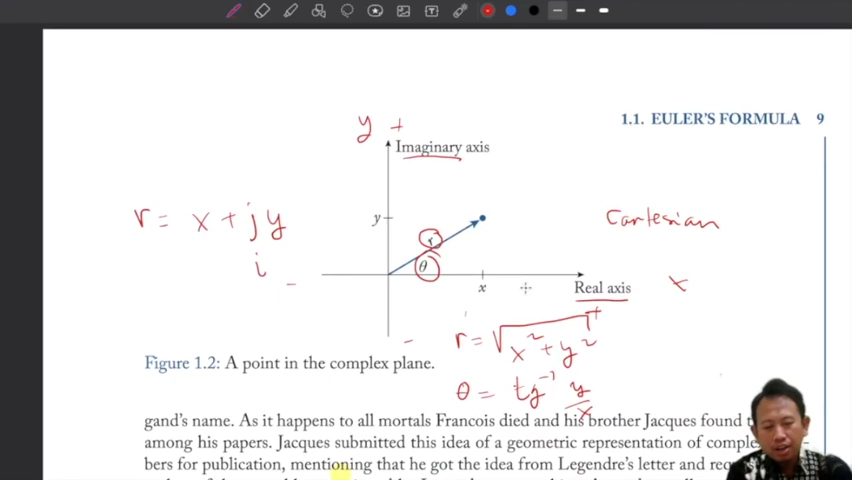 1.1. EULER'S FORMULA 9
y +
Imaginary axis
r = x + j y
i
y
r
θ
Cartesian
x
Real axis
x
-
-
r = √x² + y²
+
θ = tg⁻¹ y/x
Figure 1.2: A point in the complex plane.
gand's name. As it happens to all mortals Francois died and his brother Jacques found
among his papers. Jacques submitted this idea of a geometric representation of
bers for publication, mentioning that he got the idea from Legendre's letter and